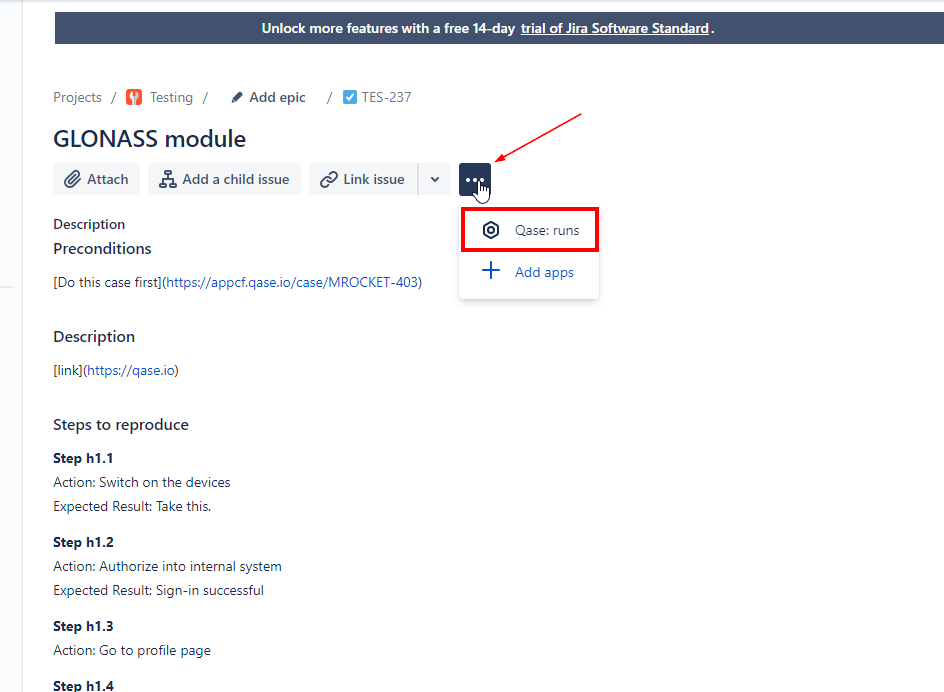 Unlock more features with a free 14-day trial of Jira Software Standard.
Projects / Testing / Add epic / TES-237
GLONASS module
Attach Add a child issue Link issue
Qase: runs
Add apps
Description
Preconditions
[Do this case first](https://appcf.qase.io/case/MROCKET-403)
Description
[link](https://qase.io)
Steps to reproduce
Step h1.1
Action: Switch on the devices
Expected Result: Take this.
Step h1.2
Action: Authorize into internal system
Expected Result: Sign-in successful
Step h1.3
Action: Go to profile page
Step h1.4